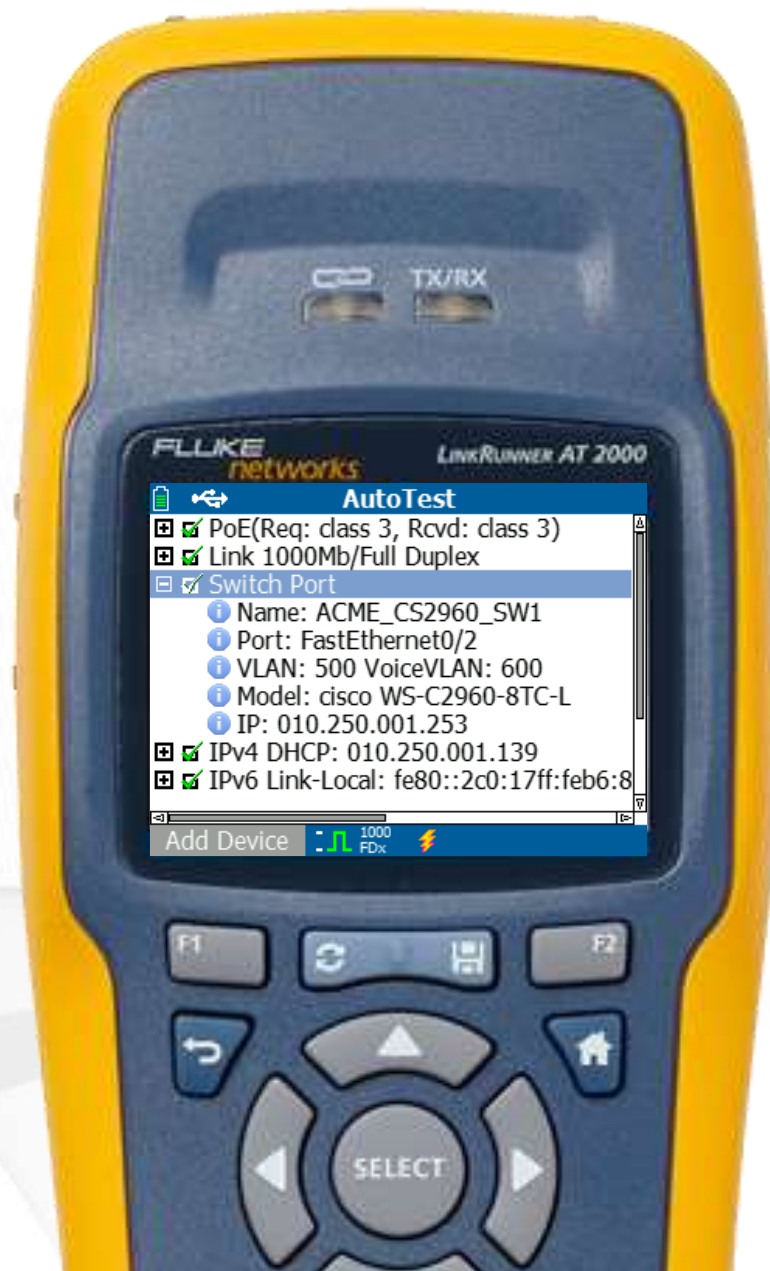 TX/RX
FLUKE
networks
LINKRUNNER AT 2000
AutoTest
PoE(Req: class 3, Rcvd: class 3)
Link 1000Mb/Full Duplex
Switch Port
Name: ACME_CS2960_SW1
Port: FastEthernet0/2
VLAN: 500 VoiceVLAN: 600
Model: cisco WS-C2960-8TC-L
IP: 010.250.001.253
IPv4 DHCP: 010.250.001.139
IPv6 Link-Local: fe80::2c0:17ff:feb6:8
Add Device
1000
FDx
F1
F2
SELECT